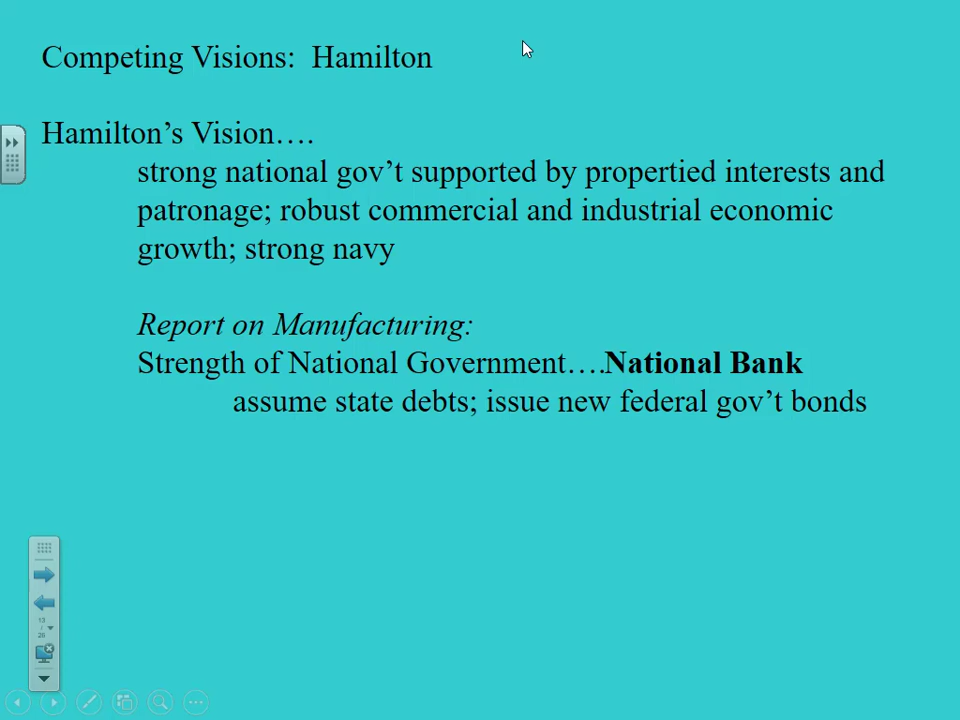 Competing Visions: Hamilton
Hamilton's Vision….
strong national gov't supported by propertied interests and
patronage; robust commercial and industrial economic
growth; strong navy
Report on Manufacturing:
Strength of National Government….National Bank
assume state debts; issue new federal gov't bonds
13
/
28